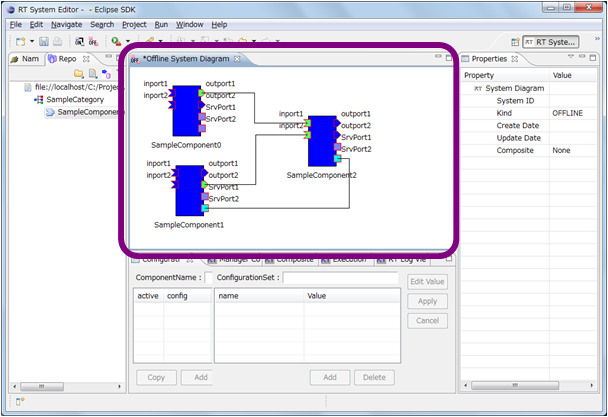 RT System Editor - - Eclipse SDK
File Edit Navigate Search Project Run Window Help
RT Syste...
Nam
Repo
*Offline System Diagram
Properties
file://localhost/C:/Projec
SampleCategory
SampleComponen
inport1
inport2
outport1
outport2
SrvPort1
SrvPort2
SampleComponent0
inport1
inport2
outport1
outport2
SrvPort1
SrvPort2
SampleComponent2
inport1
inport2
outport1
outport2
SrvPort1
SrvPort2
SampleComponent1
Property Value
RT System Diagram
System ID
Kind OFFLINE
Create Date
Update Date
Composite None
Configurati
Manager Co
Composite
Execution
RT Log Vie
ComponentName : ConfigurationSet :
active config
name Value
Edit Value
Apply
Cancel
Copy Add
Add Delete